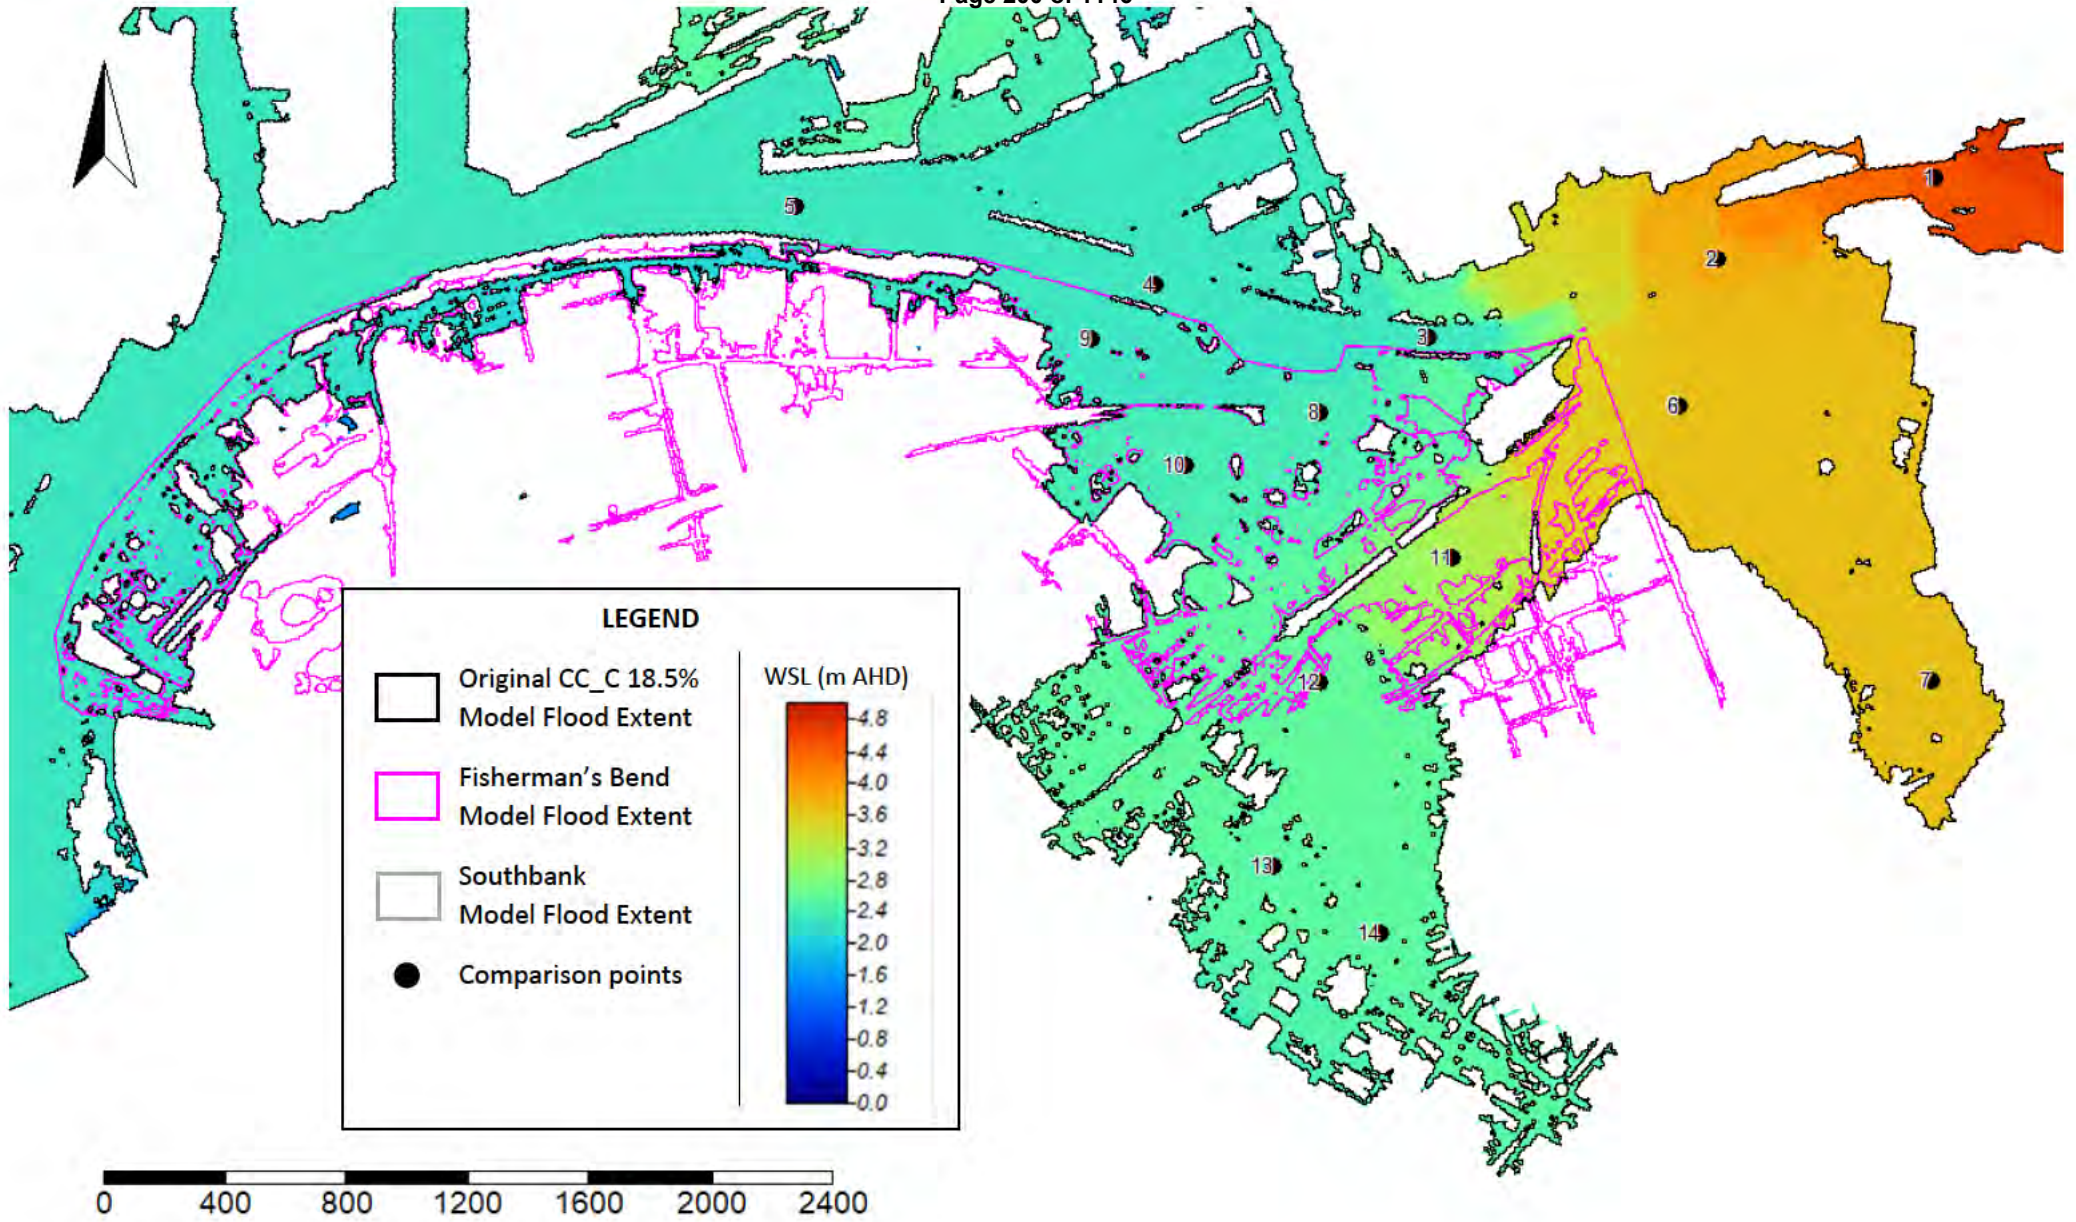 5
1
2
4
3
9
6
8
10
11
12
7
13
14
LEGEND
Original CC_C 18.5%
Model Flood Extent
Fisherman's Bend
Model Flood Extent
Southbank
Model Flood Extent
Comparison points
WSL (m AHD)
4.8
4.4
4.0
3.6
3.2
2.8
2.4
2.0
1.6
1.2
0.8
0.4
0.0
0 400 800 1200 1600 2000 2400